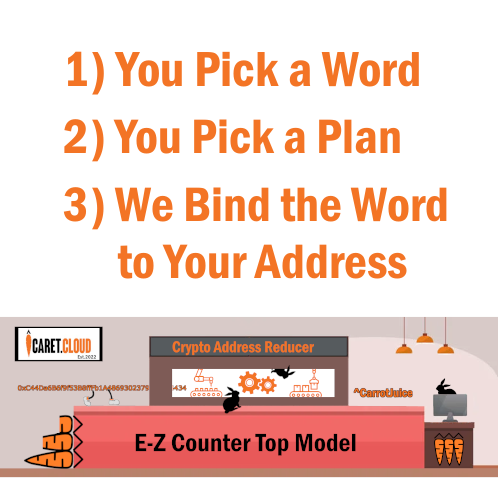 1) You Pick a Word
2) You Pick a Plan
3) We Bind the Word
to Your Address
CARET.CLOUD
Est.2022
Crypto Address Reducer
^CarrotJuice
E-Z Counter Top Model